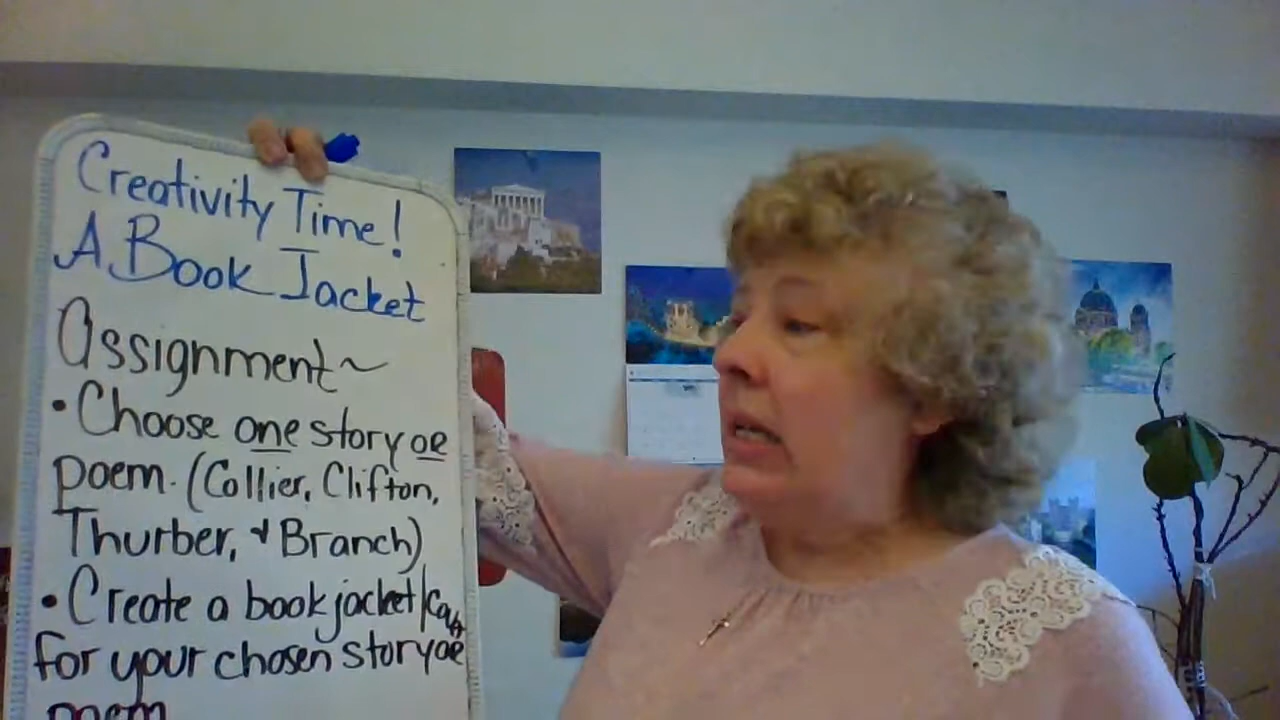 Creativity Time!
A Book Jacket
Assignment~
• Choose one story or
poem. (Collier, Clifton,
Thurber, + Branch)
• Create a book jacket/
for your chosen story or
poem